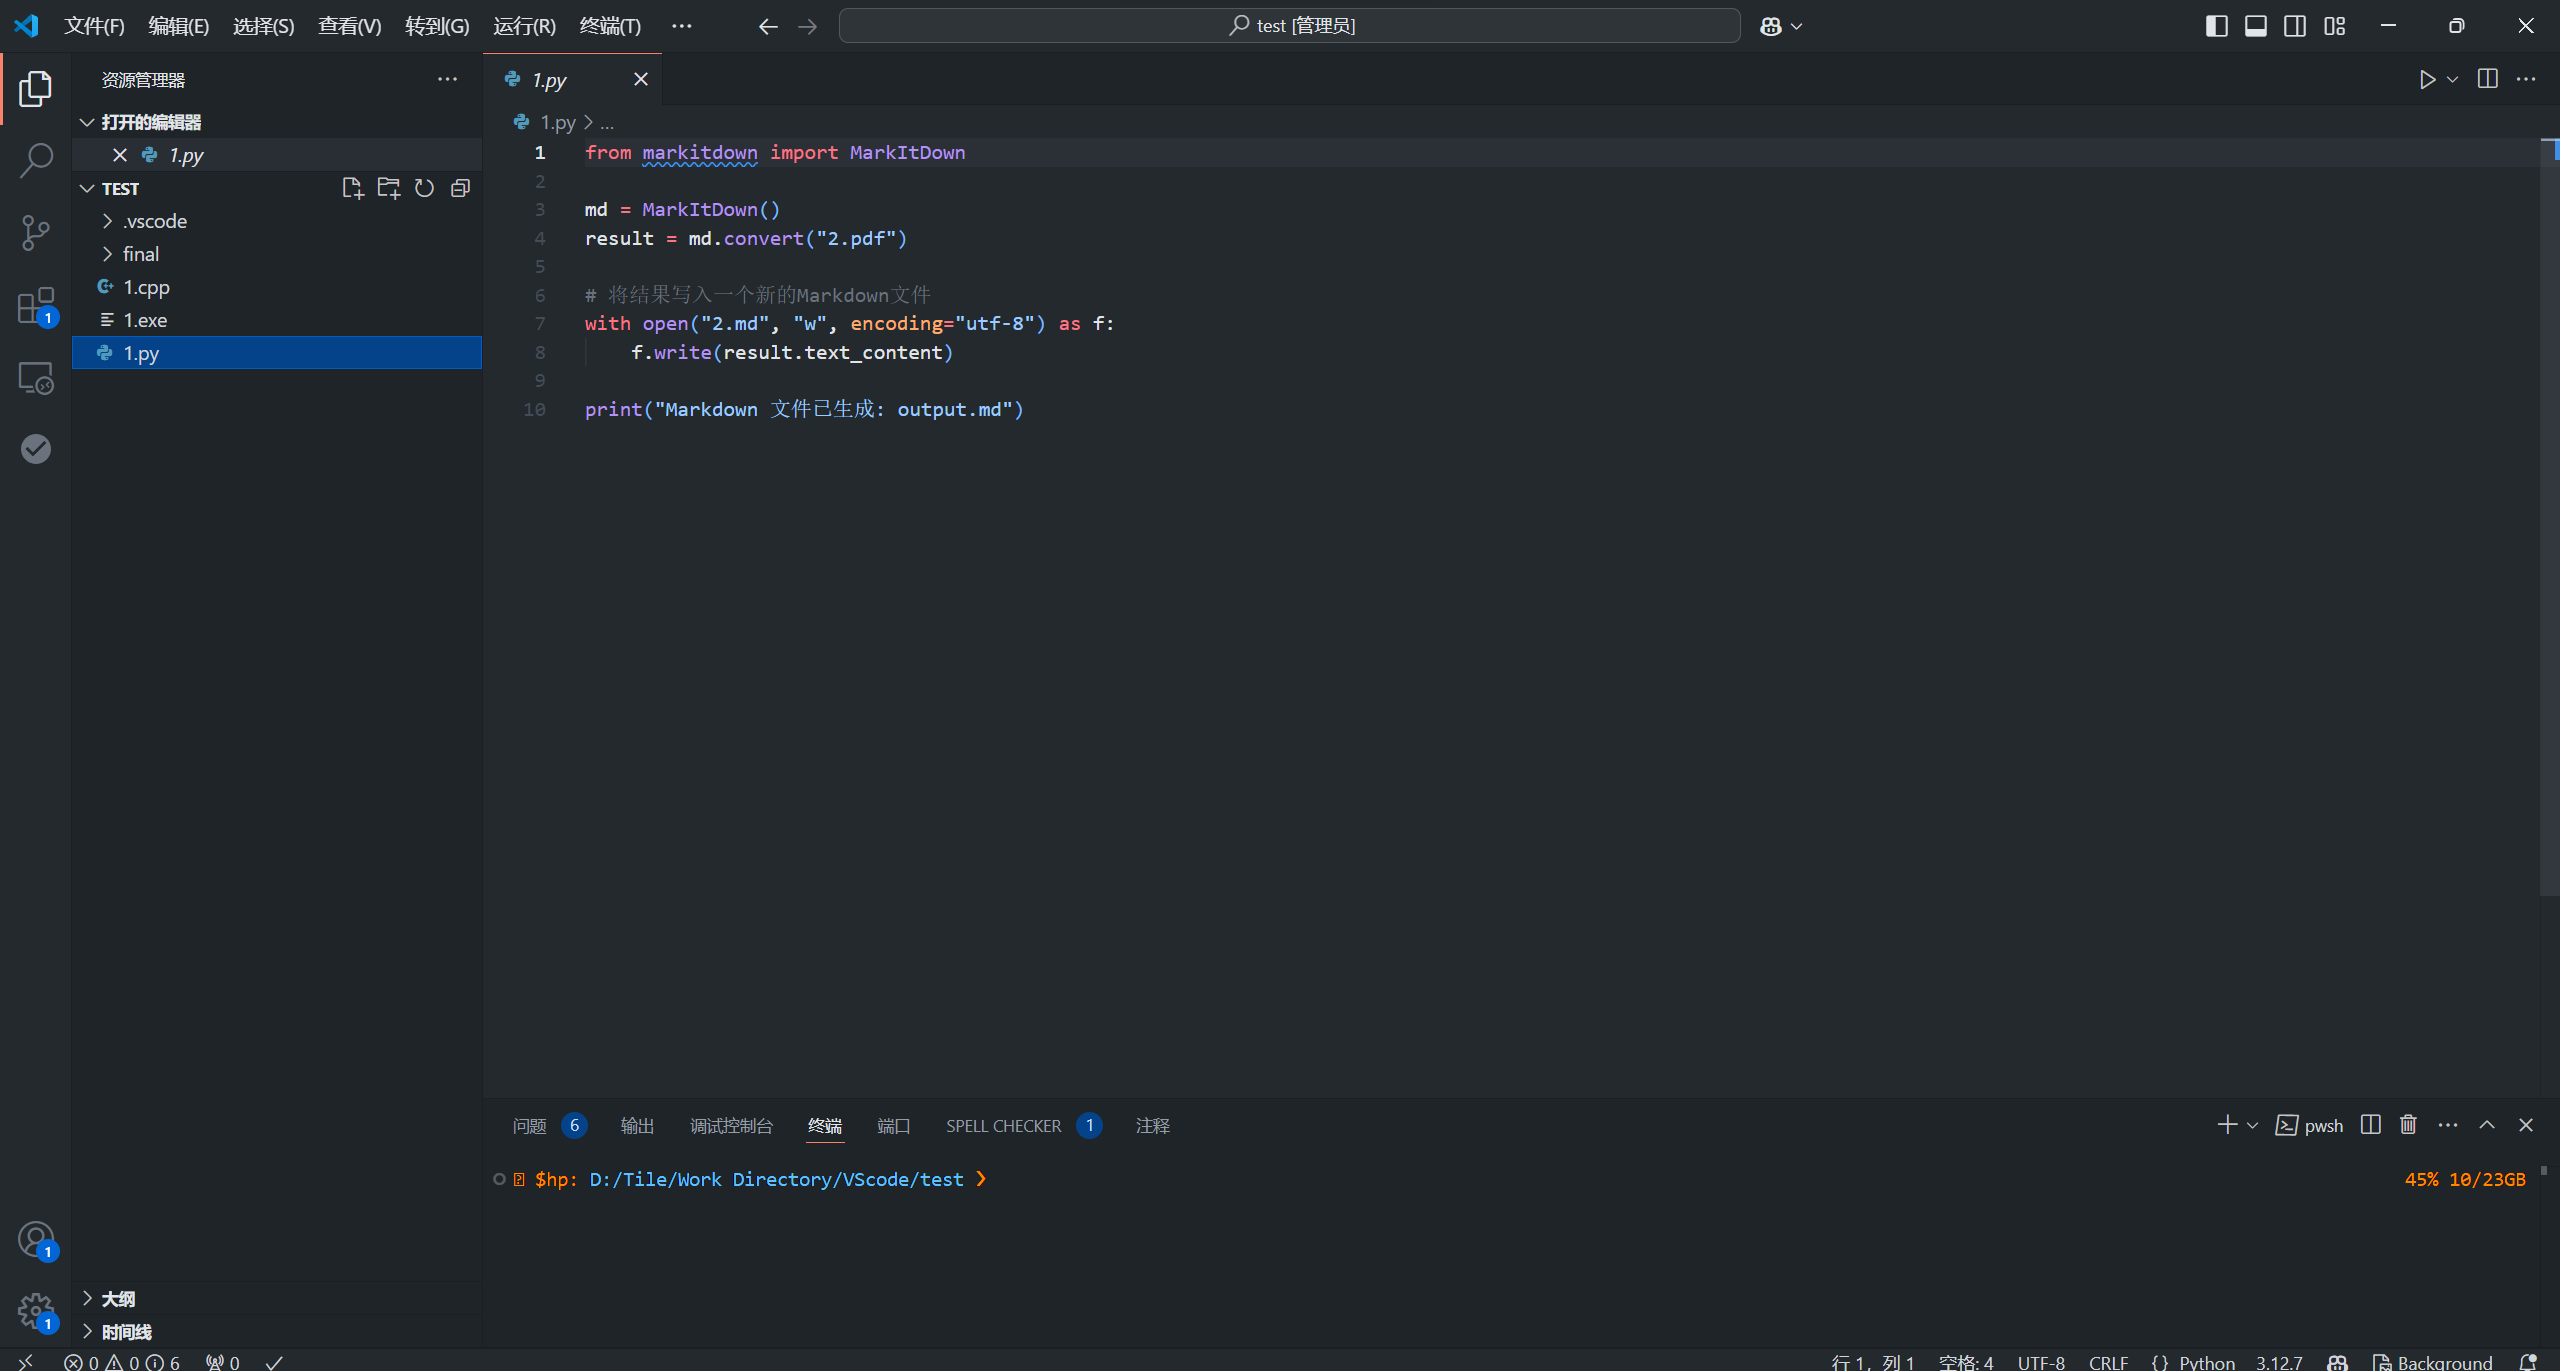 文件(F) 编辑(E) 选择(S) 查看(V) 转到(G) 运行(R) 终端(T) ··· test [管理员]
资源管理器
打开的编辑器
1.py
TEST
.vscode
final
1.cpp
1.exe
1.py
大纲
时间线
1
1
1
1.py
1.py > ...
1 from markitdown import MarkItDown
2
3 md = MarkItDown()
4 result = md.convert("2.pdf")
5
6 # 将结果写入一个新的Markdown文件
7 with open("2.md", "w", encoding="utf-8") as f:
8 f.write(result.text_content)
9
10 print("Markdown 文件已生成: output.md")
问题 6 输出 调试控制台 终端 端口 SPELL CHECKER 1 注释 pwsh
$hp: D:/Tile/Work Directory/VScode/test ❯ 45% 10/23GB
0 0 6 0 行 1，列 1 空格: 4 UTF-8 CRLF {} Python 3.12.7 Background